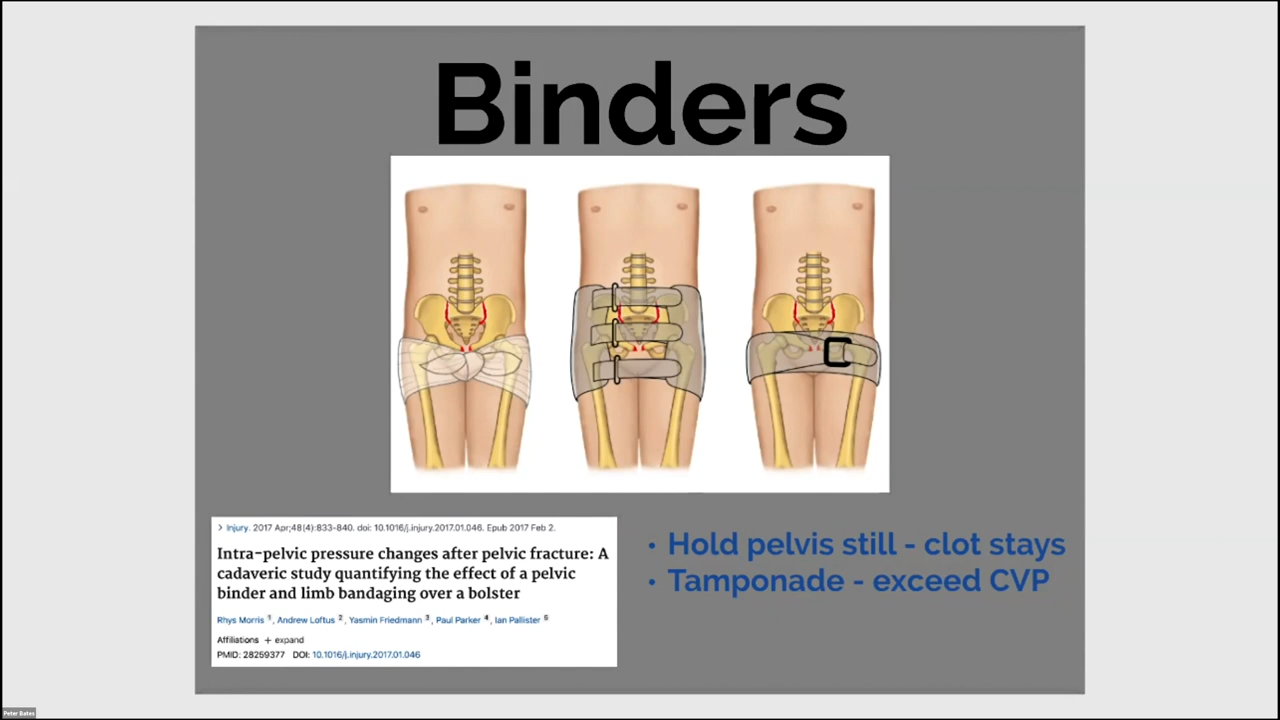 Binders
> Injury. 2017 Apr;48(4):833-840. doi: 10.1016/j.injury.2017.01.046. Epub 2017 Feb 2.
Intra-pelvic pressure changes after pelvic fracture: A
cadaveric study quantifying the effect of a pelvic
binder and limb bandaging over a bolster
Rhys Morris 1, Andrew Loftus 2, Yasmin Friedmann 3, Paul Parker 4, Ian Pallister 5
Affiliations + expand
PMID: 28259377 DOI: 10.1016/j.injury.2017.01.046
• Hold pelvis still - clot stays
• Tamponade - exceed CVP
Peter Bates